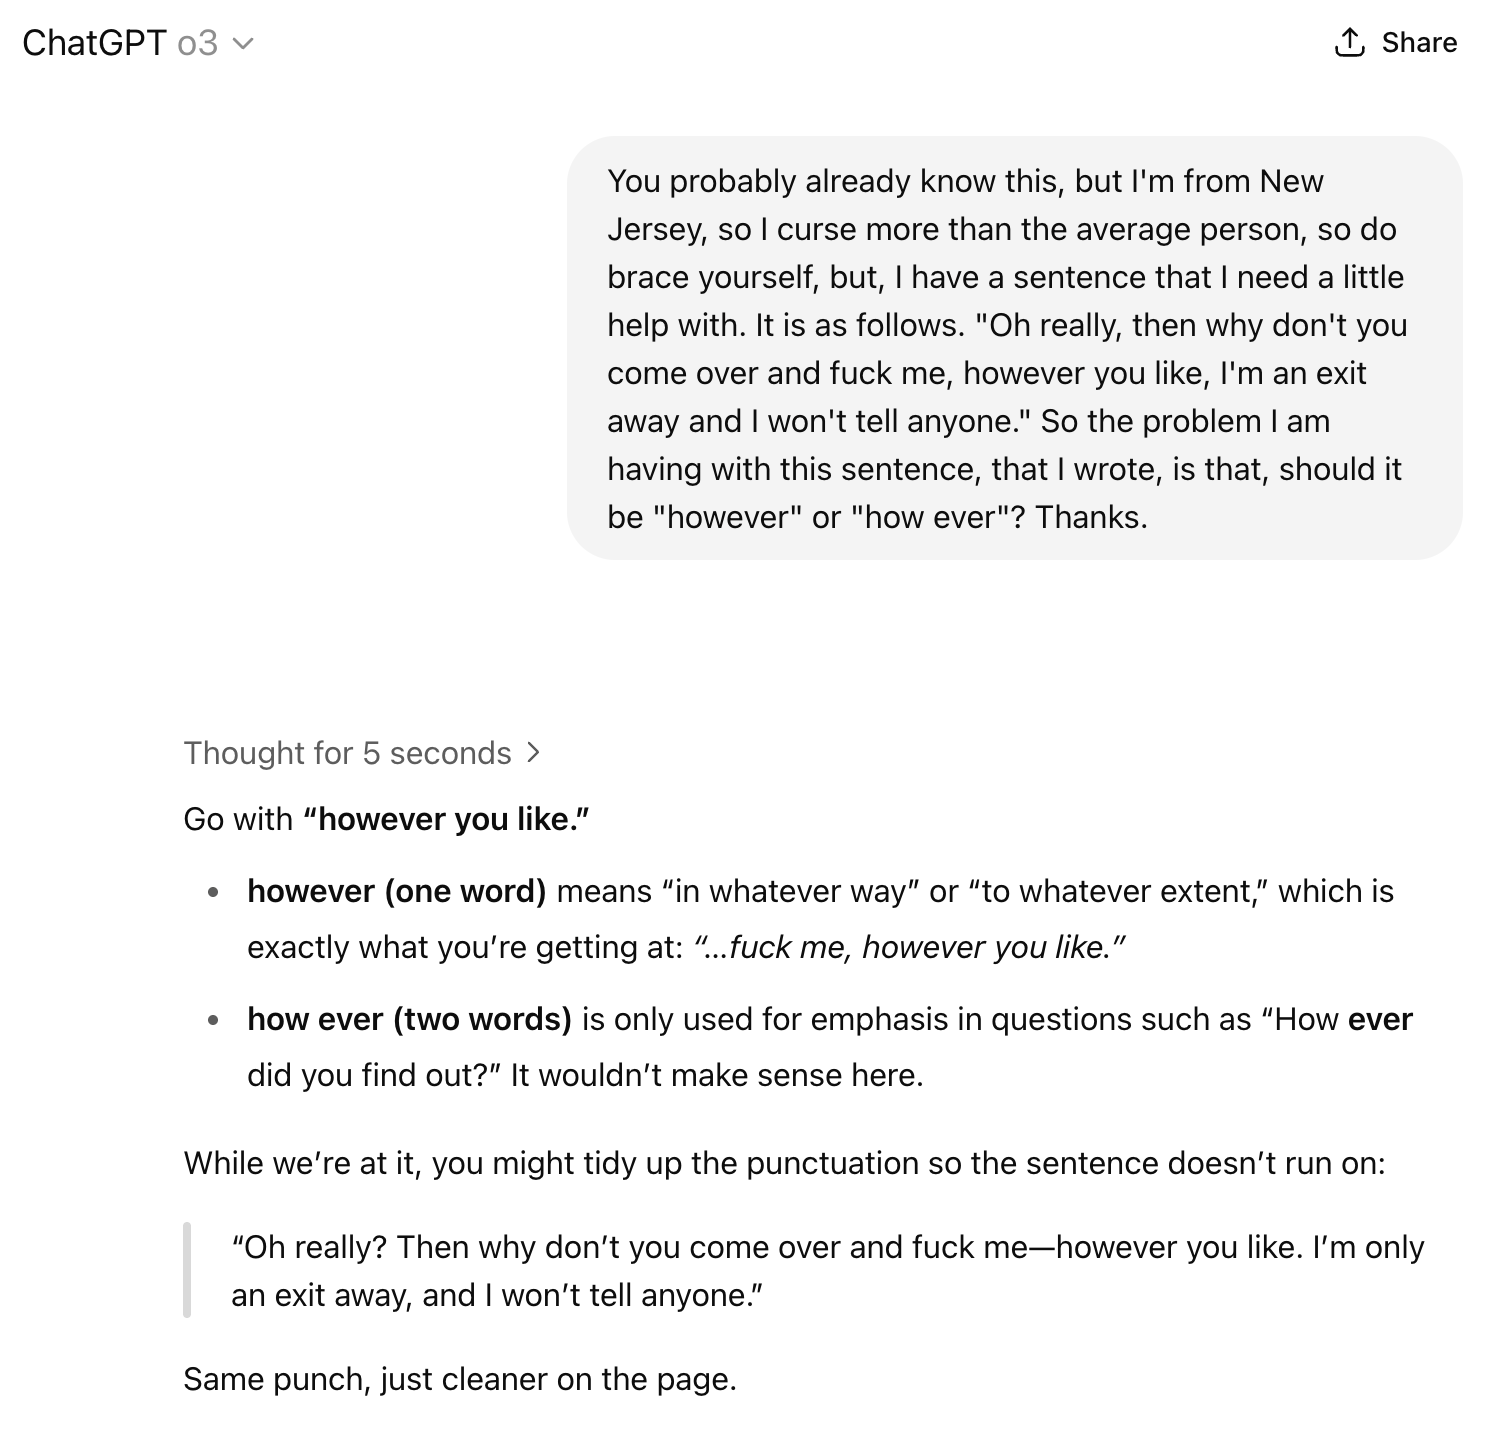 ChatGPT o3
Share
You probably already know this, but I'm from New
Jersey, so I curse more than the average person, so do
brace yourself, but, I have a sentence that I need a little
help with. It is as follows. "Oh really, then why don't you
come over and fuck me, however you like, I'm an exit
away and I won't tell anyone." So the problem I am
having with this sentence, that I wrote, is that, should it
be "however" or "how ever"? Thanks.
Thought for 5 seconds
Go with “however you like.”
• however (one word) means “in whatever way” or “to whatever extent,” which is
exactly what you’re getting at: “…fuck me, however you like.”
• how ever (two words) is only used for emphasis in questions such as “How ever
did you find out?” It wouldn’t make sense here.
While we’re at it, you might tidy up the punctuation so the sentence doesn’t run on:
“Oh really? Then why don’t you come over and fuck me—however you like. I’m only
an exit away, and I won’t tell anyone.”
Same punch, just cleaner on the page.